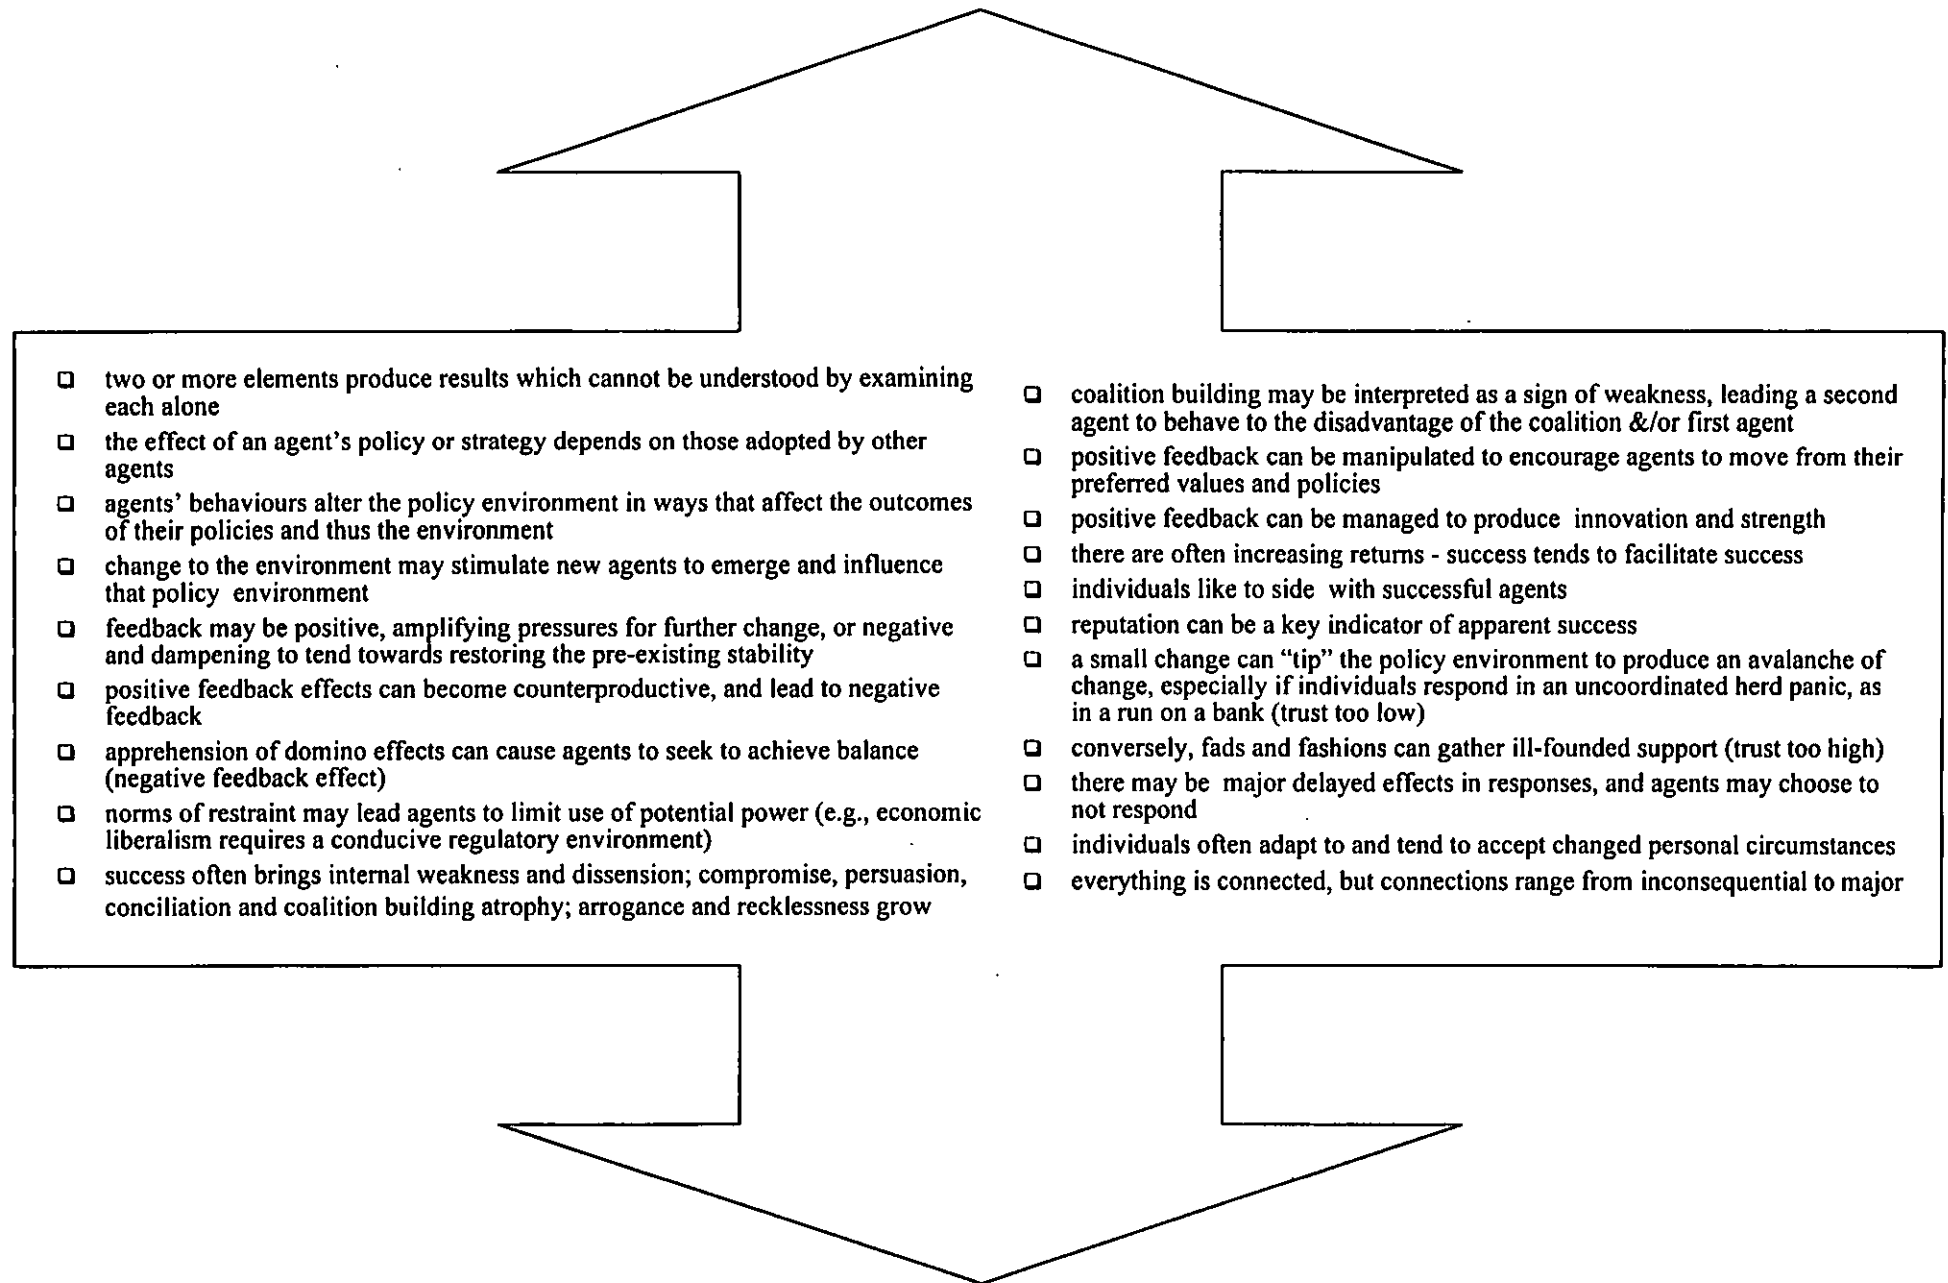 ❑ two or more elements produce results which cannot be understood by examining
each alone
❑ the effect of an agent's policy or strategy depends on those adopted by other
agents
❑ agents' behaviours alter the policy environment in ways that affect the outcomes
of their policies and thus the environment
❑ change to the environment may stimulate new agents to emerge and influence
that policy environment
❑ feedback may be positive, amplifying pressures for further change, or negative
and dampening to tend towards restoring the pre-existing stability
❑ positive feedback effects can become counterproductive, and lead to negative
feedback
❑ apprehension of domino effects can cause agents to seek to achieve balance
(negative feedback effect)
❑ norms of restraint may lead agents to limit use of potential power (e.g., economic
liberalism requires a conducive regulatory environment)
❑ success often brings internal weakness and dissension; compromise, persuasion,
conciliation and coalition building atrophy; arrogance and recklessness grow
❑ coalition building may be interpreted as a sign of weakness, leading a second
agent to behave to the disadvantage of the coalition &/or first agent
❑ positive feedback can be manipulated to encourage agents to move from their
preferred values and policies
❑ positive feedback can be managed to produce innovation and strength
❑ there are often increasing returns - success tends to facilitate success
❑ individuals like to side with successful agents
❑ reputation can be a key indicator of apparent success
❑ a small change can "tip" the policy environment to produce an avalanche of
change, especially if individuals respond in an uncoordinated herd panic, as
in a run on a bank (trust too low)
❑ conversely, fads and fashions can gather ill-founded support (trust too high)
❑ there may be major delayed effects in responses, and agents may choose to
not respond
❑ individuals often adapt to and tend to accept changed personal circumstances
❑ everything is connected, but connections range from inconsequential to major